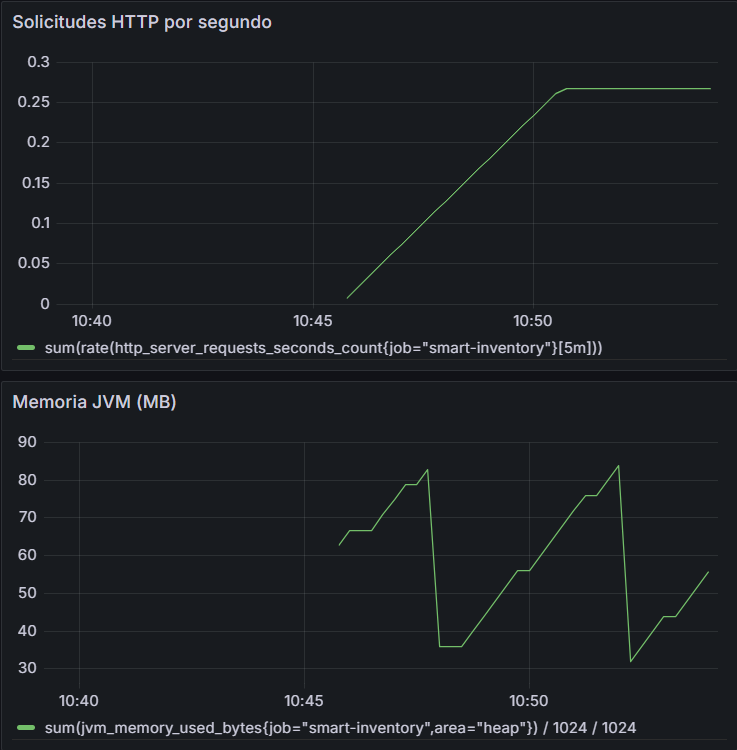 Solicitudes HTTP por segundo
0.3
0.25
0.2
0.15
0.1
0.05
0
10:40 10:45 10:50
sum(rate(http_server_requests_seconds_count{job="smart-inventory"}[5m]))
Memoria JVM (MB)
90
80
70
60
50
40
30
10:40 10:45 10:50
sum(jvm_memory_used_bytes{job="smart-inventory",area="heap"}) / 1024 / 1024